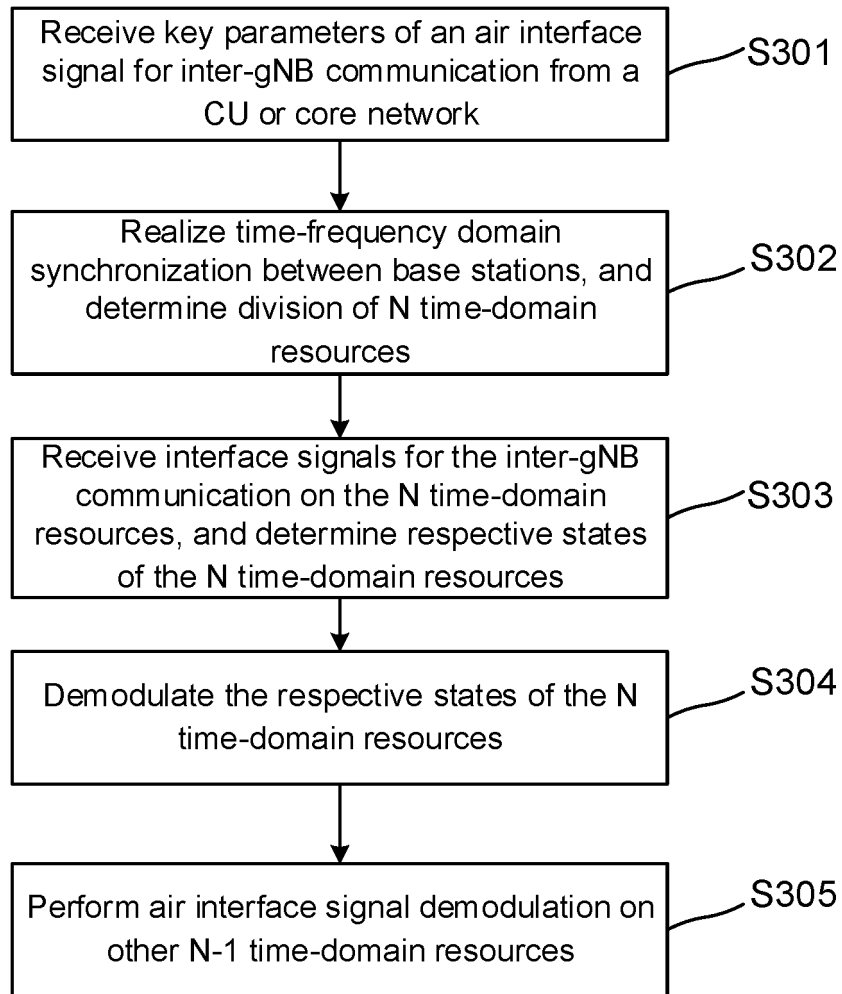 Receive key parameters of an air interface
signal for inter-gNB communication from a
CU or core network
S301
Realize time-frequency domain
synchronization between base stations, and
determine division of N time-domain
resources
S302
Receive interface signals for the inter-gNB
communication on the N time-domain
resources, and determine respective states
of the N time-domain resources
S303
Demodulate the respective states of the N
time-domain resources
S304
Perform air interface signal demodulation on
other N-1 time-domain resources
S305